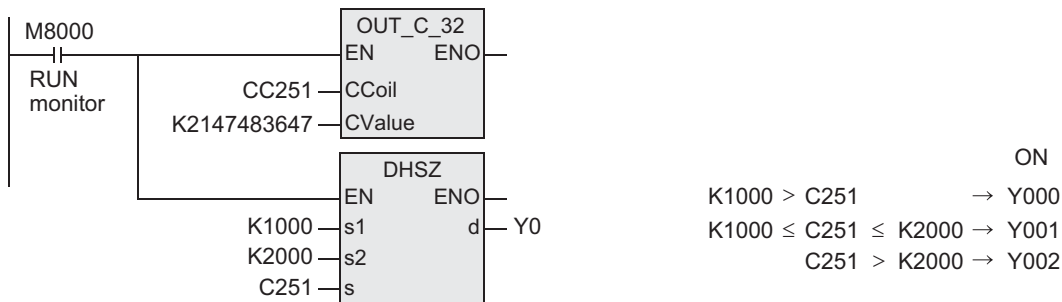 M8000
RUN
monitor
OUT_C_32
EN ENO
CC251 CCoil
K2147483647 CValue
DHSZ
EN ENO
K1000 s1 d Y0
K2000 s2
C251 s
ON
K1000 > C251 → Y000
K1000 ≤ C251 ≤ K2000 → Y001
C251 > K2000 → Y002